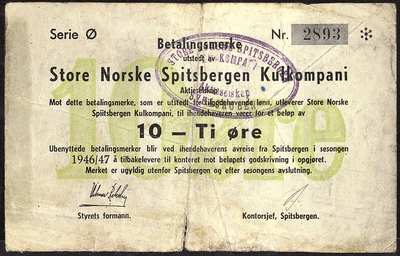 Serie Ø
Nr. 2893
Betalingsmerke
utstedt av
Store Norske Spitsbergen Kulkompani
Aktieselskap
Mot dette betalingsmerke, som er utstedt for tilgodehavende lønn, utleverer Store Norske
Spitsbergen Kulkompani, til ihendehaveren varer for et beløp av
10 — Ti øre
Ubenyttede betalingsmerker blir ved ihendehaverens avreise fra Spitsbergen i sesongen
1946/47 å tilbakelevere til kontoret mot beløpets godskrivning i opgjøret.
Merket er ugyldig utenfor Spitsbergen og efter sesongens avslutning.
Styrets formann.
Kontorsjef, Spitsbergen.